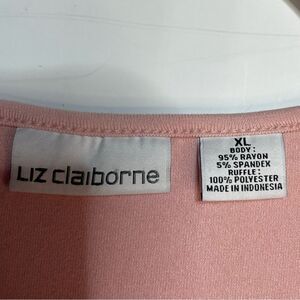 LIZ claiborne
XL
BODY:
95% RAYON
5% SPANDEX
RUFFLE:
100% POLYESTER
MADE IN INDONESIA